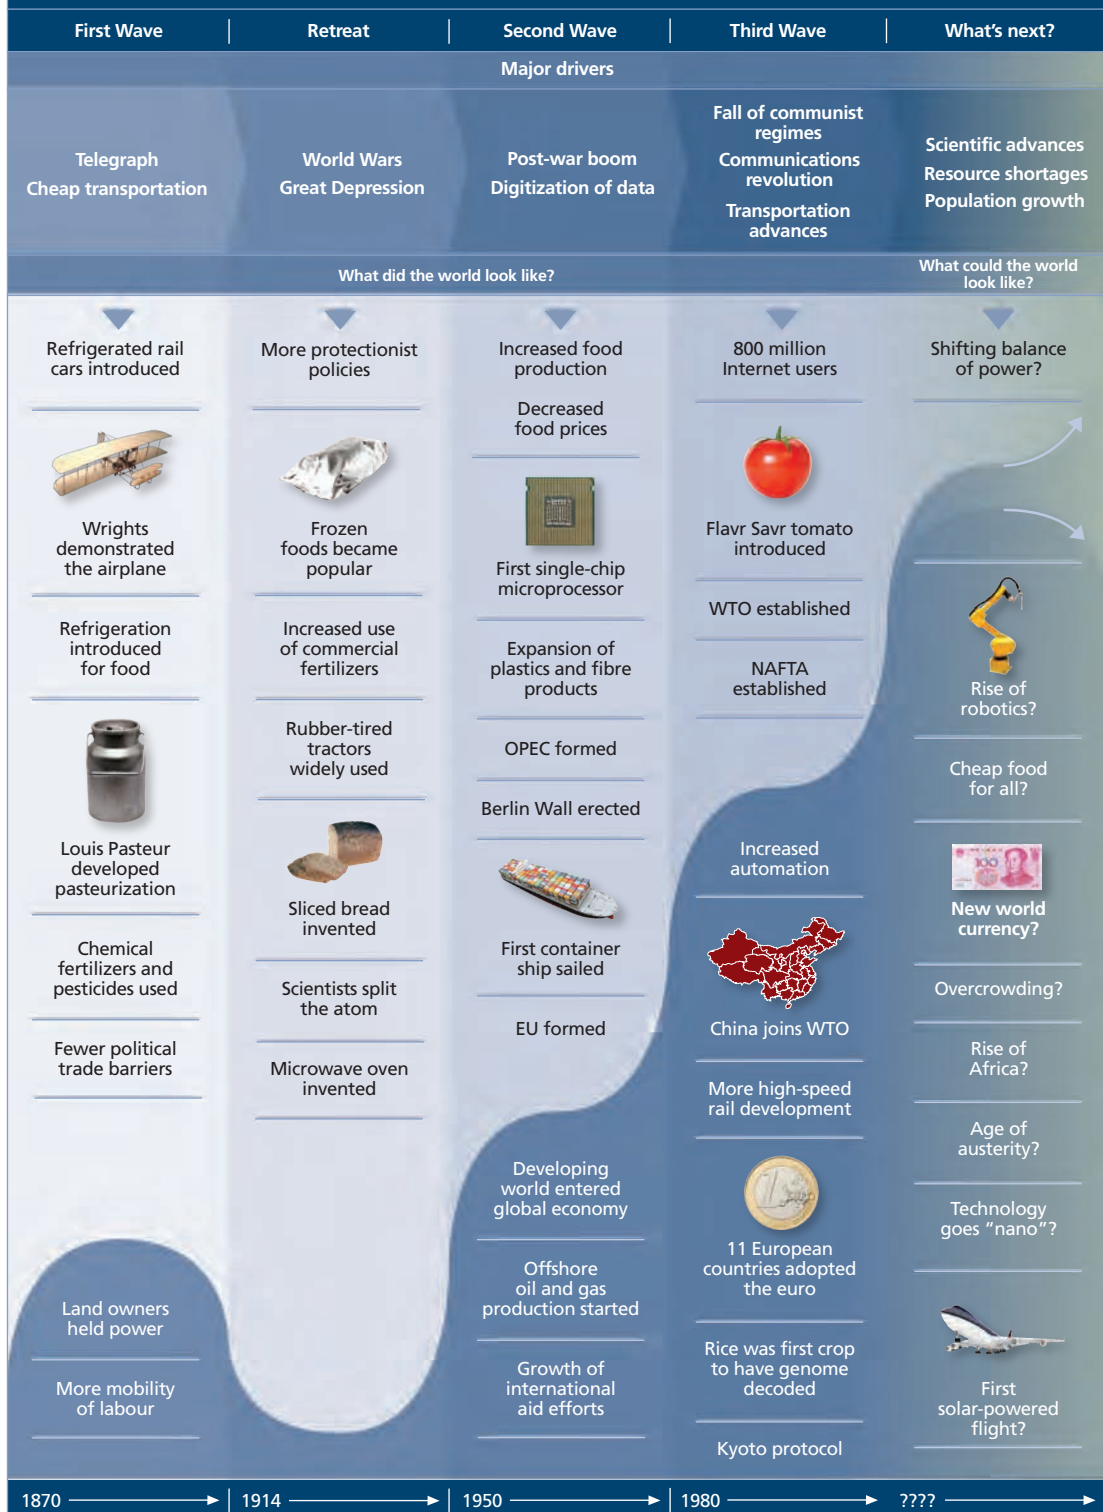 First Wave
Retreat
Second Wave
Third Wave
What's next?
Major drivers
Telegraph
Cheap transportation
World Wars
Great Depression
Post-war boom
Digitization of data
Fall of communist
regimes
Communications
revolution
Transportation
advances
Scientific advances
Resource shortages
Population growth
What did the world look like?
What could the world
look like?
Refrigerated rail
cars introduced
Wrights
demonstrated
the airplane
Refrigeration
introduced
for food
Louis Pasteur
developed
pasteurization
Chemical
fertilizers and
pesticides used
Fewer political
trade barriers
Land owners
held power
More mobility
of labour
More protectionist
policies
Frozen
foods became
popular
Increased use
of commercial
fertilizers
Rubber-tired
tractors
widely used
Sliced bread
invented
Scientists split
the atom
Microwave oven
invented
Increased food
production
Decreased
food prices
First single-chip
microprocessor
Expansion of
plastics and fibre
products
OPEC formed
Berlin Wall erected
First container
ship sailed
EU formed
Developing
world entered
global economy
Offshore
oil and gas
production started
Growth of
international
aid efforts
800 million
Internet users
Flavr Savr tomato
introduced
WTO established
NAFTA
established
Increased
automation
China joins WTO
More high-speed
rail development
11 European
countries adopted
the euro
Rice was first crop
to have genome
decoded
Kyoto protocol
Shifting balance
of power?
Rise of
robotics?
Cheap food
for all?
100
New world
currency?
Overcrowding?
Rise of
Africa?
Age of
austerity?
Technology
goes "nano"?
First
solar-powered
flight?
1870
1914
1950
1980
????